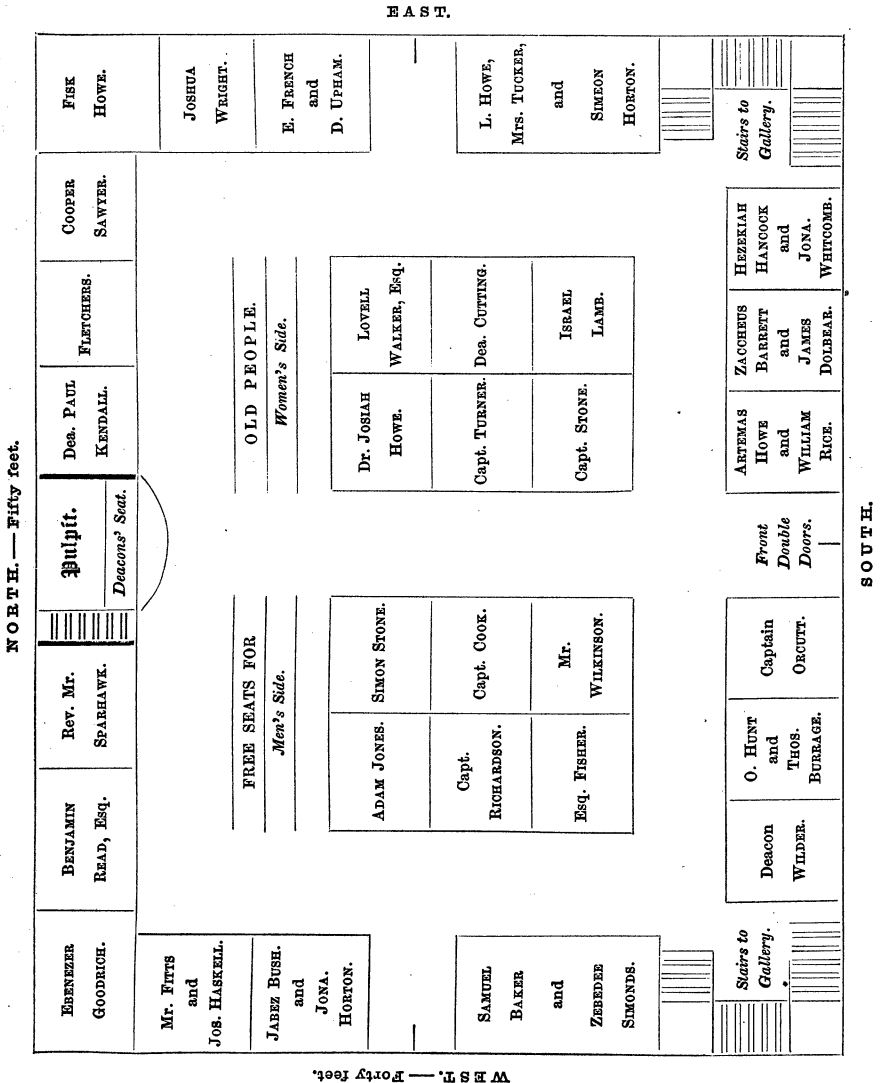 EAST.
NORTH.—Fifty feet.
SOUTH.
WEST.—Forty feet.
EBENEZER
GOODRICH.
BENJAMIN
READ, Esq.
Rev. Mr.
SPARHAWK.
Pulpit.
Deacons' Seat.
Dea. PAUL
KENDALL.
FLETCHERS.
COOPER
SAWYER.
FISK
HOWE.
Mr. FITTS
and
JOS. HASKELL.
JABEZ BUSH.
and
JONA.
HORTON.
SAMUEL
BAKER
and
ZEBEDEE
SIMONDS.
FREE SEATS FOR
Men's Side.
OLD PEOPLE.
Women's Side.
JOSHUA
WRIGHT.
E. FRENCH
and
D. UPHAM.
L. HOWE,
Mrs. TUCKER,
and
SIMEON
HORTON.
ADAM JONES.
SIMON STONE.
Capt.
RICHARDSON.
Capt. COOK.
Esq. FISHER.
Mr.
WILKINSON.
Dr. JOSIAH
HOWE.
LOVELL
WALKER, Esq.
Capt. TURNER.
Dea. CUTTING.
Capt. STONE.
ISRAEL
LAMB.
Stairs to
Gallery.
Deacon
WILDER.
O. HUNT
and
THOS.
BURRAGE.
Captain
ORCUTT.
Front
Double
Doors.
ARTEMAS
HOWE
and
WILLIAM
RICE.
ZACCHEUS
BARRETT
and
JAMES
DOLBEAR.
HEZEKIAH
HANCOCK
and
JONA.
WHITCOMB.
Stairs to
Gallery.